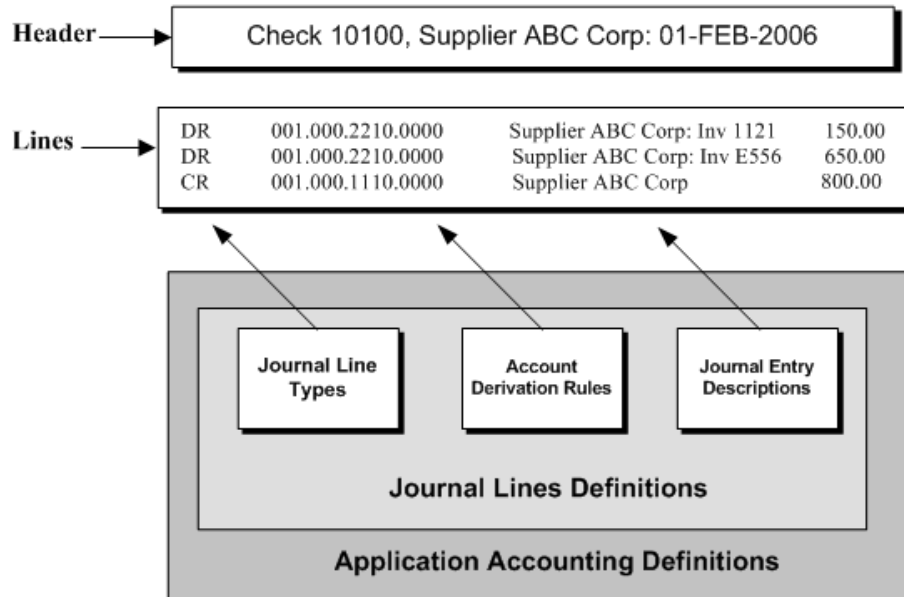 Header
Check 10100, Supplier ABC Corp: 01-FEB-2006
Lines
DR 001.000.2210.0000 Supplier ABC Corp: Inv 1121 150.00
DR 001.000.2210.0000 Supplier ABC Corp: Inv E556 650.00
CR 001.000.1110.0000 Supplier ABC Corp 800.00
Journal Line
Types
Account
Derivation Rules
Journal Entry
Descriptions
Journal Lines Definitions
Application Accounting Definitions